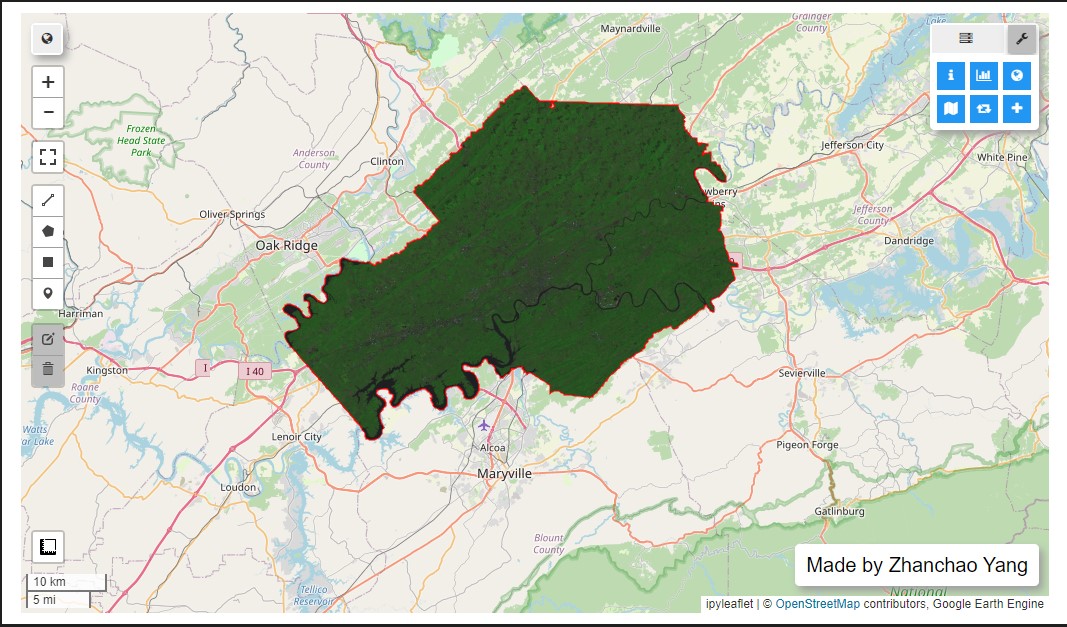 Maynardville
Grainger
County
Lake
Frozen
Head State
Park
Anderson
County
Clinton
Jefferson City
White Pine
wberry
ns
Jefferson
County
Oliver Springs
Oak Ridge
Dandridge
Harriman
Kingston
I
I 40
Roane
County
Sevierville
Watts
ar Lake
Lenoir City
Alcoa
Pigeon Forge
Maryville
Loudon
Gatlinburg
Blount
County
Tellico
Reservoir
National
10 km
5 mi
Made by Zhanchao Yang
ipyleaflet | © OpenStreetMap contributors, Google Earth Engine